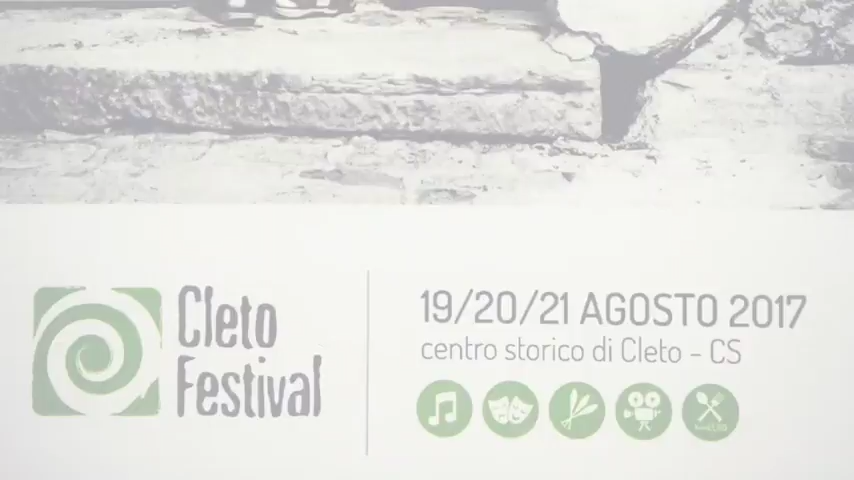 Cleto
Festival
19/20/21 AGOSTO 2017
centro storico di Cleto - CS